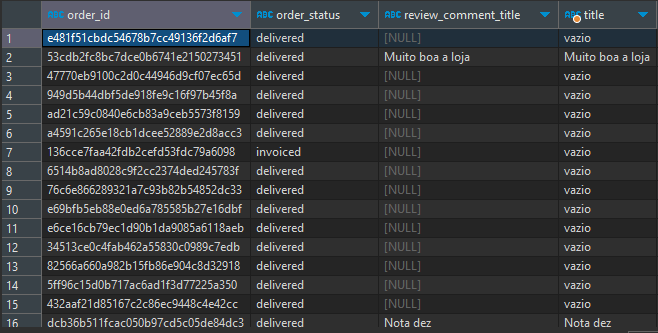 ABC order_id ABC order_status ABC review_comment_title ABC title
1 e481f51cbdc54678b7cc49136f2d6af7 delivered [NULL] vazio
2 53cdb2fc8bc7dce0b6741e2150273451 delivered Muito boa a loja Muito boa a loja
3 47770eb9100c2d0c44946d9cf07ec65d delivered [NULL] vazio
4 949d5b44dbf5de918fe9c16f97b45f8a delivered [NULL] vazio
5 ad21c59c0840e6cb83a9ceb5573f8159 delivered [NULL] vazio
6 a4591c265e18cb1dcee52889e2d8acc3 delivered [NULL] vazio
7 136cce7faa42fdb2cefd53fdc79a6098 invoiced [NULL] vazio
8 6514b8ad8028c9f2cc2374ded245783f delivered [NULL] vazio
9 76c6e866289321a7c93b82b54852dc33 delivered [NULL] vazio
10 e69bfb5eb88e0ed6a785585b27e16dbf delivered [NULL] vazio
11 e6ce16cb79ec1d90b1da9085a6118aeb delivered [NULL] vazio
12 34513ce0c4fab462a55830c0989c7edb delivered [NULL] vazio
13 82566a660a982b15fb86e904c8d32918 delivered [NULL] vazio
14 5ff96c15d0b717ac6ad1f3d77225a350 delivered [NULL] vazio
15 432aaf21d85167c2c86ec9448c4e42cc delivered [NULL] vazio
16 dcb36b511fcac050b97cd5c05de84dc3 delivered Nota dez Nota dez